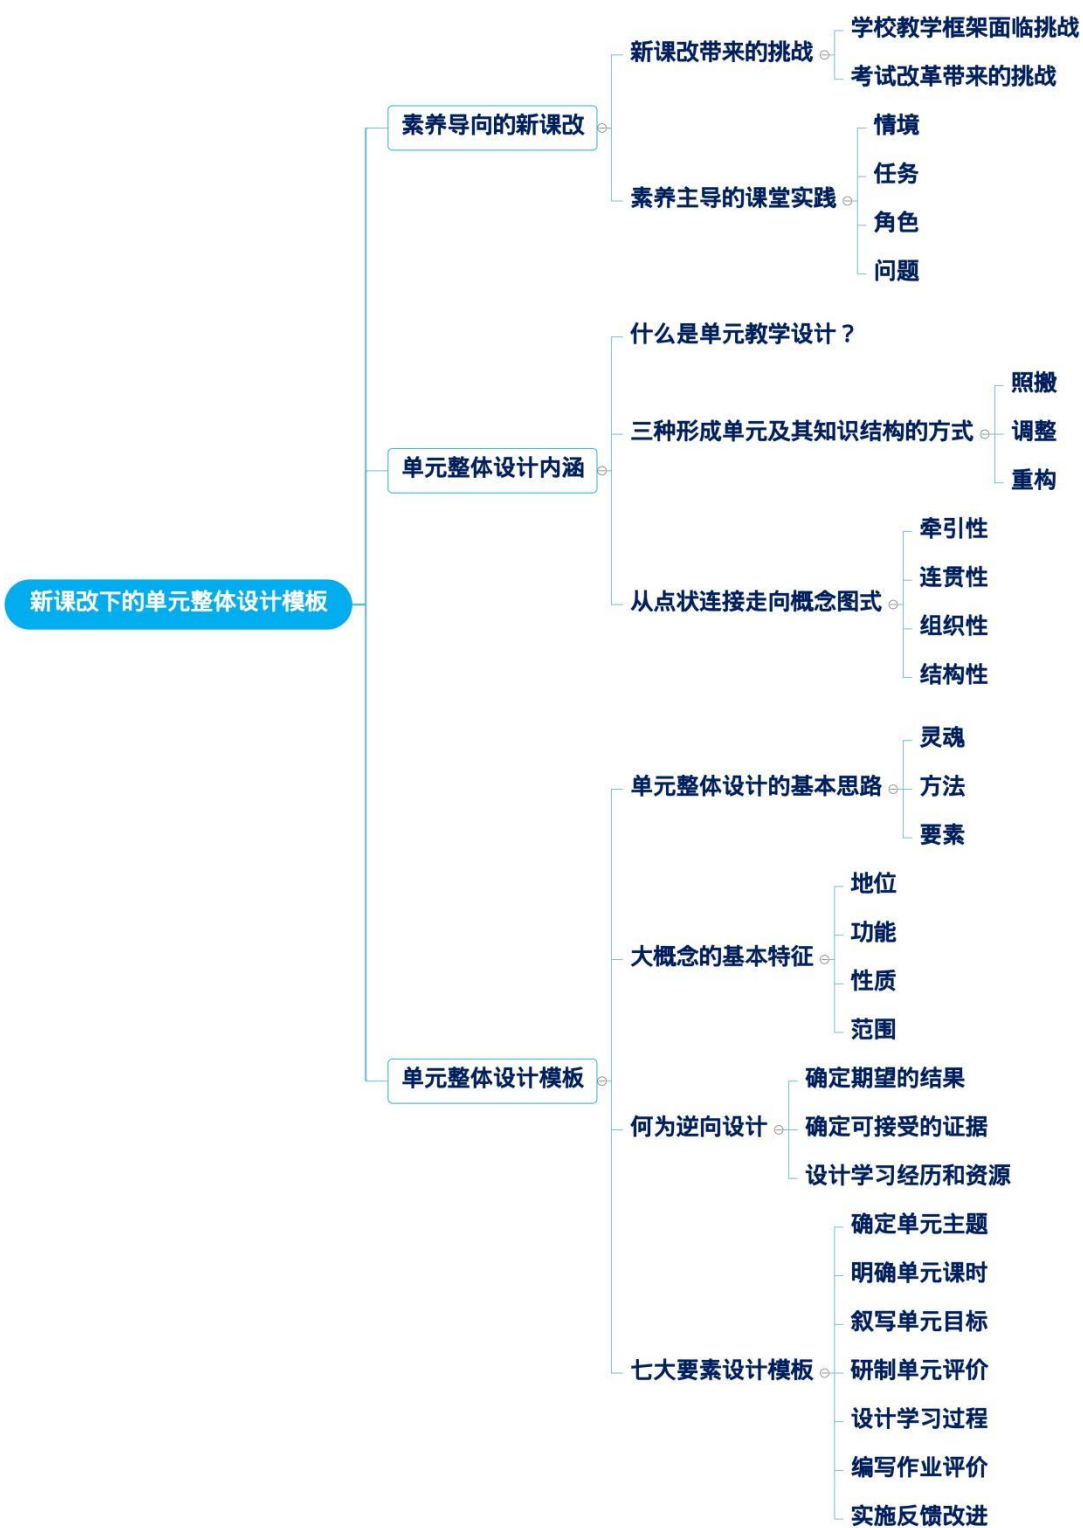 新课改下的单元整体设计模板
素养导向的新课改
新课改带来的挑战
学校教学框架面临挑战
考试改革带来的挑战
素养主导的课堂实践
情境
任务
角色
问题
单元整体设计内涵
什么是单元教学设计？
三种形成单元及其知识结构的方式
照搬
调整
重构
从点状连接走向概念图式
牵引性
连贯性
组织性
结构性
单元整体设计模板
单元整体设计的基本思路
灵魂
方法
要素
大概念的基本特征
地位
功能
性质
范围
何为逆向设计
确定期望的结果
确定可接受的证据
设计学习经历和资源
七大要素设计模板
确定单元主题
明确单元课时
叙写单元目标
研制单元评价
设计学习过程
编写作业评价
实施反馈改进